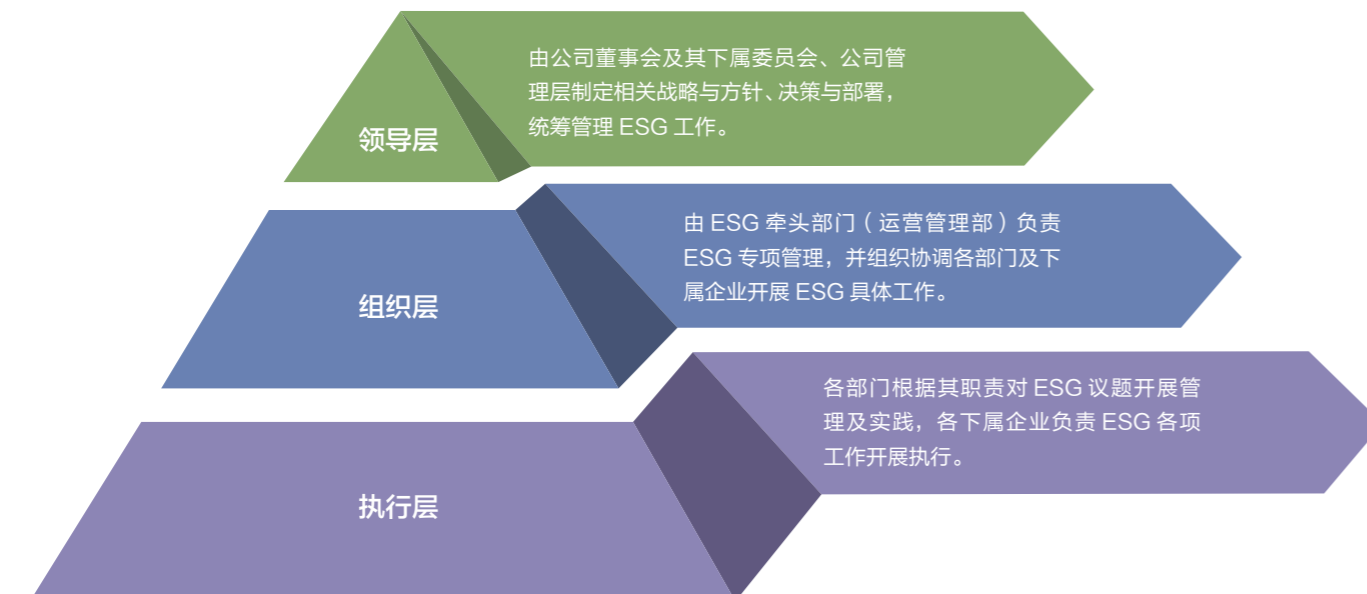 由公司董事会及其下属委员会、公司管
理层制定相关战略与方针、决策与部署，
统筹管理 ESG 工作。
领导层
由 ESG 牵头部门（运营管理部）负责
ESG 专项管理，并组织协调各部门及下
属企业开展 ESG 具体工作。
组织层
各部门根据其职责对 ESG 议题开展管
理及实践，各下属企业负责 ESG 各项
工作开展执行。
执行层